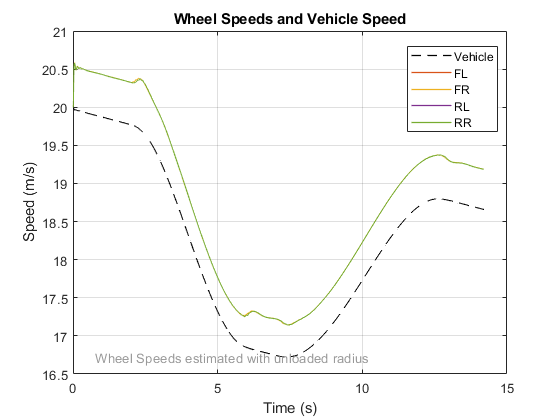 Wheel Speeds and Vehicle Speed
21
20.5
20
19.5
19
18.5
18
17.5
17
16.5
Speed (m/s)
Vehicle
FL
FR
RL
RR
Wheel Speeds estimated with unloaded radius
0
5
10
15
Time (s)